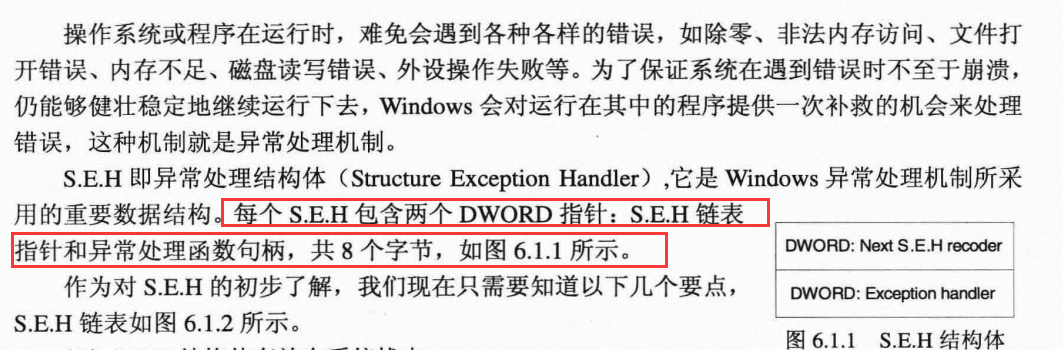 操作系统或程序在运行时，难免会遇到各种各样的错误，如除零、非法内存访问、文件打
开错误、内存不足、磁盘读写错误、外设操作失败等。为了保证系统在遇到错误时不至于崩溃，
仍能够健壮稳定地继续运行下去，Windows 会对运行在其中的程序提供一次补救的机会来处理
错误，这种机制就是异常处理机制。
S.E.H 即异常处理结构体（Structure Exception Handler）,它是 Windows 异常处理机制所采
用的重要数据结构。每个 S.E.H 包含两个 DWORD 指针：S.E.H 链表
指针和异常处理函数句柄，共 8 个字节，如图 6.1.1 所示。
作为对 S.E.H 的初步了解，我们现在只需要知道以下几个要点，
S.E.H 链表如图 6.1.2 所示。
DWORD: Next S.E.H recoder
DWORD: Exception handler
图 6.1.1 S.E.H 结构体